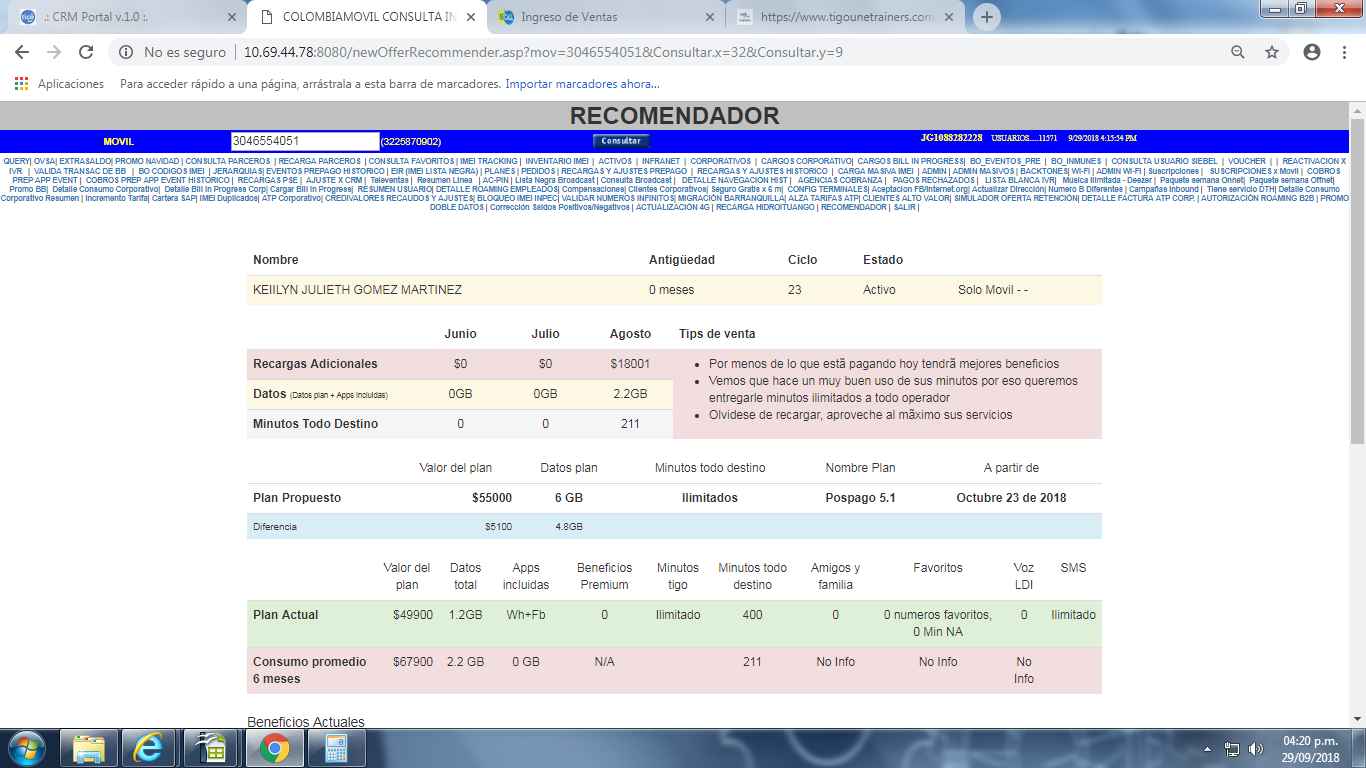 .: CRM Portal v.1.0 :.
COLOMBIAMOVIL CONSULTA IN
Ingreso de Ventas
https://www.tigounetrainers.com
No es seguro
10.69.44.78:8080/newOfferRecommender.asp?mov=3046554051&Consultar.x=32&Consultar.y=9
Aplicaciones
Para acceder rápido a una página, arrástrala a esta barra de marcadores. Importar marcadores ahora...
RECOMENDADOR
MOVIL 3046554051 (3225870902) Consultar JG1088282228 USUARIOS.....11571 9/29/2018 4:15:54 PM
QUERY| OVSA| EXTRASALDO| PROMO NAVIDAD | CONSULTA PARCEROS | RECARGA PARCEROS | CONSULTA FAVORITOS | IMEI TRACKING | INVENTARIO IMEI | ACTIVOS | INFRANET | CORPORATIVOS | CARGOS CORPORATIVO| CARGOS BILL IN PROGRESS| BO_EVENTOS_PRE | BO_INMUNES | CONSULTA USUARIO SIEBEL | VOUCHER | | REACTIVACION X
IVR | VALIDA TRANSAC DE BB | BO CODIGOS IMEI | JERARQUIAS| EVENTOS PREPAGO HISTORICO | EIR (IMEI LISTA NEGRA) | PLANES | PEDIDOS | RECARGAS Y AJUSTES PREPAGO | RECARGAS Y AJUSTES HISTORICO | CARGA MASIVA IMEI | ADMIN | ADMIN MASIVOS | BACKTONES| WI-FI | ADMIN WI-FI | Suscripciones | SUSCRIPCIONES x Movil | COBROS
PREP APP EVENT | COBROS PREP APP EVENT HISTORICO | RECARGAS PSE | AJUSTE X CRM | Televentas | Resumen Linea | AC-PIN | Lista Negra Broadcast | Consulta Broadcast | DETALLE NAVEGACION HIST | AGENCIAS COBRANZA | PAGOS RECHAZADOS | LISTA BLANCA IVR| Música Ilimitada - Deezer | Paquete semana Onnet| Paquete semana Offnet|
Promo BB| Detalle Consumo Corporativo| Detalle Bill In Progress Corp| Cargar Bill In Progress| RESUMEN USUARIO| DETALLE ROAMING EMPLEADOS| Compensaciones| Clientes Corporativos| Seguro Gratis x 6 m| CONFIG TERMINALES| Aceptacion FB/Internet.org| Actualizar Dirección| Numero B Diferentes | Campañas Inbound | Tiene servicio DTH| Detalle Consumo
Corporativo Resumen | Incremento Tarifa| Cartera SAP| IMEI Duplicados| ATP Corporativo| CREDIVALORES RECAUDOS Y AJUSTES| BLOQUEO IMEI INPEC| VALIDAR NUMEROS INFINITOS| MIGRACIÓN BARRANQUILLA| ALZA TARIFAS ATP| CLIENTES ALTO VALOR| SIMULADOR OFERTA RETENCIÓN| DETALLE FACTURA ATP CORP. | AUTORIZACIÓN ROAMING B2B | PROMO
DOBLE DATOS | Corrección Saldos Positivos/Negativos | ACTUALIZACIÓN 4G | RECARGA HIDROITUANGO | RECOMENDADOR | SALIR |
Nombre Antigüedad Ciclo Estado
KEIILYN JULIETH GOMEZ MARTINEZ 0 meses 23 Activo Solo Movil - -
Junio Julio Agosto Tips de venta
Recargas Adicionales $0 $0 $18001
Datos (Datos plan + Apps incluidas) 0GB 0GB 2.2GB
Minutos Todo Destino 0 0 211
• Por menos de lo que estã pagando hoy tendrã mejores beneficios
• Vemos que hace un muy buen uso de sus minutos por eso queremos
entregarle minutos ilimitados a todo operador
• Olvidese de recargar, aproveche al mãximo sus servicios
Valor del plan Datos plan Minutos todo destino Nombre Plan A partir de
Plan Propuesto $55000 6 GB Ilimitados Pospago 5.1 Octubre 23 de 2018
Diferencia $5100 4.8GB
Valor del Datos Apps Beneficios Minutos Minutos todo Amigos y Favoritos Voz SMS
plan total incluidas Premium tigo destino familia LDI
Plan Actual $49900 1.2GB Wh+Fb 0 Ilimitado 400 0 0 numeros favoritos, 0 Ilimitado
0 Min NA
Consumo promedio $67900 2.2 GB 0 GB N/A 211 No Info No Info No
6 meses Info
Beneficios Actuales
04:20 p.m.
29/09/2018